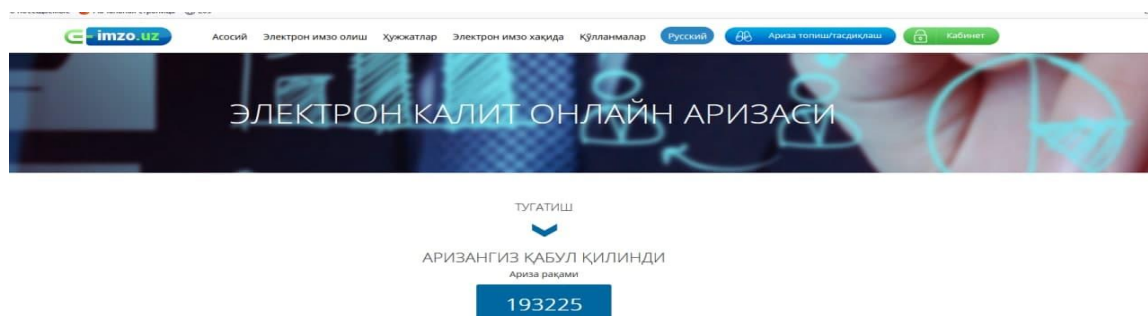 e-imzo.uz
Асосий Электрон имзо олиш Ҳужжатлар Электрон имзо хақида Қўлланмалар Русский Ариза топиш/тасдиқлаш Кабинет
ЭЛЕКТРОН КАЛИТ ОНЛАЙН АРИЗАСИ
ТУГАТИШ
АРИЗАНГИЗ ҚАБУЛ ҚИЛИНДИ
Ариза рақами
193225